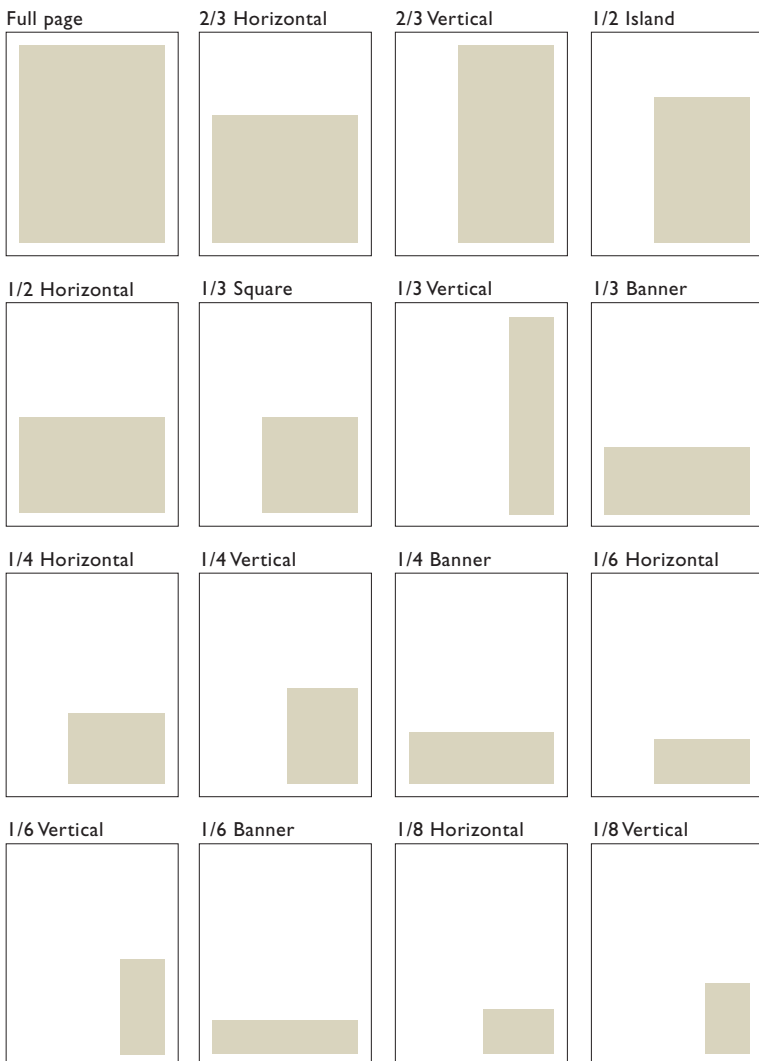 Full page
2/3 Horizontal
2/3 Vertical
1/2 Island
1/2 Horizontal
1/3 Square
1/3 Vertical
1/3 Banner
1/4 Horizontal
1/4 Vertical
1/4 Banner
1/6 Horizontal
1/6 Vertical
1/6 Banner
1/8 Horizontal
1/8 Vertical